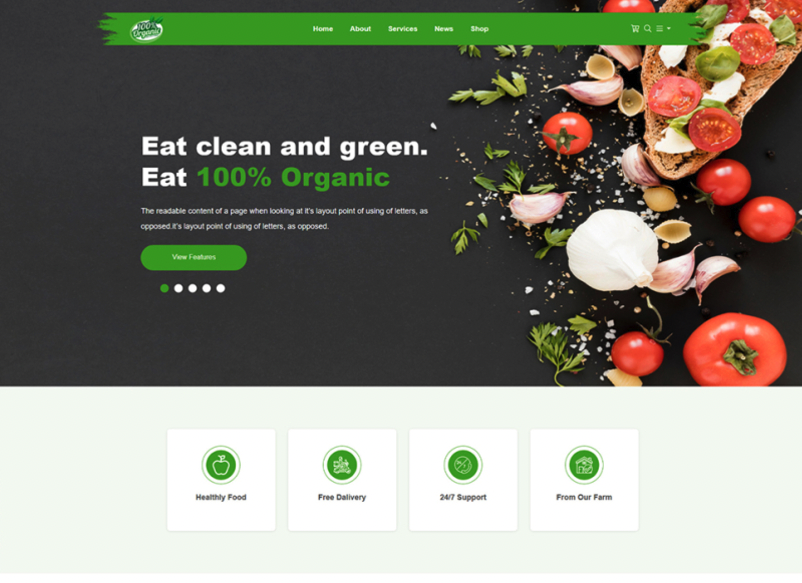 100%
Organic
Home About Services News Shop
Eat clean and green.
Eat 100% Organic
The readable content of a page when looking at it's layout point of using of letters, as
opposed.it's layout point of using of letters, as opposed.
View Features
Healthly Food Free Dalivery 24/7 Support From Our Farm